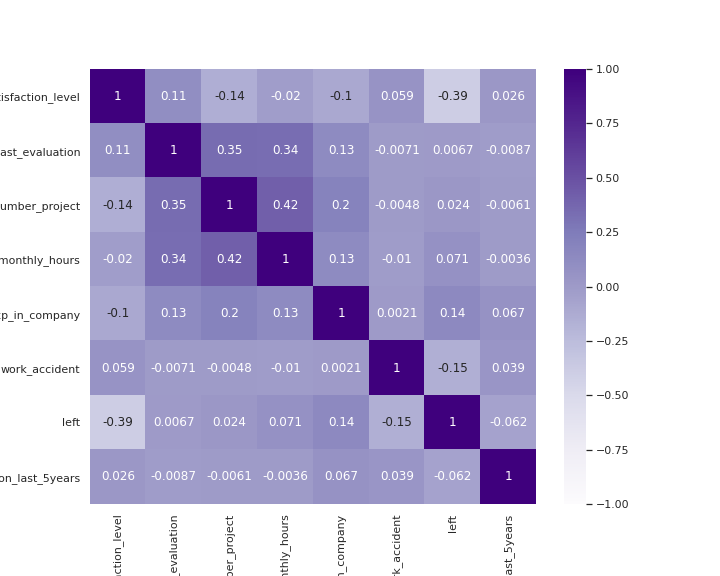 1 0.11 -0.14 -0.02 -0.1 0.059 -0.39 0.026
0.11 1 0.35 0.34 0.13 -0.0071 0.0067 -0.0087
-0.14 0.35 1 0.42 0.2 -0.0048 0.024 -0.0061
-0.02 0.34 0.42 1 0.13 -0.01 0.071 -0.0036
-0.1 0.13 0.2 0.13 1 0.0021 0.14 0.067
0.059 -0.0071 -0.0048 -0.01 0.0021 1 -0.15 0.039
-0.39 0.0067 0.024 0.071 0.14 -0.15 1 -0.062
0.026 -0.0087 -0.0061 -0.0036 0.067 0.039 -0.062 1
tisfaction_level
ast_evaluation
umber_project
monthly_hours
p_in_company
work_accident
left
on_last_5years
ction_level
_evaluation
er_project
nthly_hours
_company
k_accident
left
ast_5years
1.00
0.75
0.50
0.25
0.00
−0.25
−0.50
−0.75
−1.00